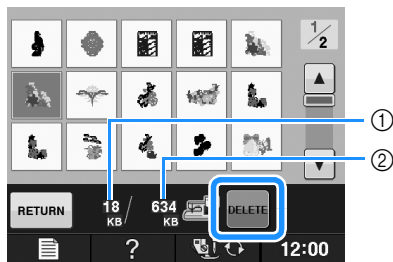 1/2
①
②
RETURN
18 KB / 634 KB
DELETE
?
12:00